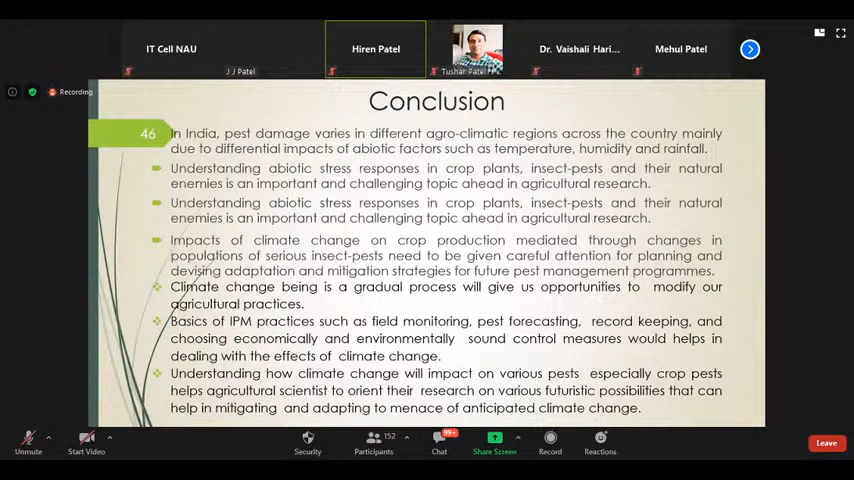 IT Cell NAU
J J Patel
Hiren Patel
Tushar Patel
Dr. Vaishali Hari...
Mehul Patel
Recording
Conclusion
46
In India, pest damage varies in different agro-climatic regions across the country mainly
due to differential impacts of abiotic factors such as temperature, humidity and rainfall.
Understanding abiotic stress responses in crop plants, insect-pests and their natural
enemies is an important and challenging topic ahead in agricultural research.
Understanding abiotic stress responses in crop plants, insect-pests and their natural
enemies is an important and challenging topic ahead in agricultural research.
Impacts of climate change on crop production mediated through changes in
populations of serious insect-pests need to be given careful attention for planning and
devising adaptation and mitigation strategies for future pest management programmes.
Climate change being is a gradual process will give us opportunities to modify our
agricultural practices.
Basics of IPM practices such as field monitoring, pest forecasting, record keeping, and
choosing economically and environmentally sound control measures would helps in
dealing with the effects of climate change.
Understanding how climate change will impact on various pests especially crop pests
helps agricultural scientist to orient their research on various futuristic possibilities that can
help in mitigating and adapting to menace of anticipated climate change.
Unmute
Start Video
Security
152
Participants
99+
Chat
Share Screen
Record
Reactions
Leave